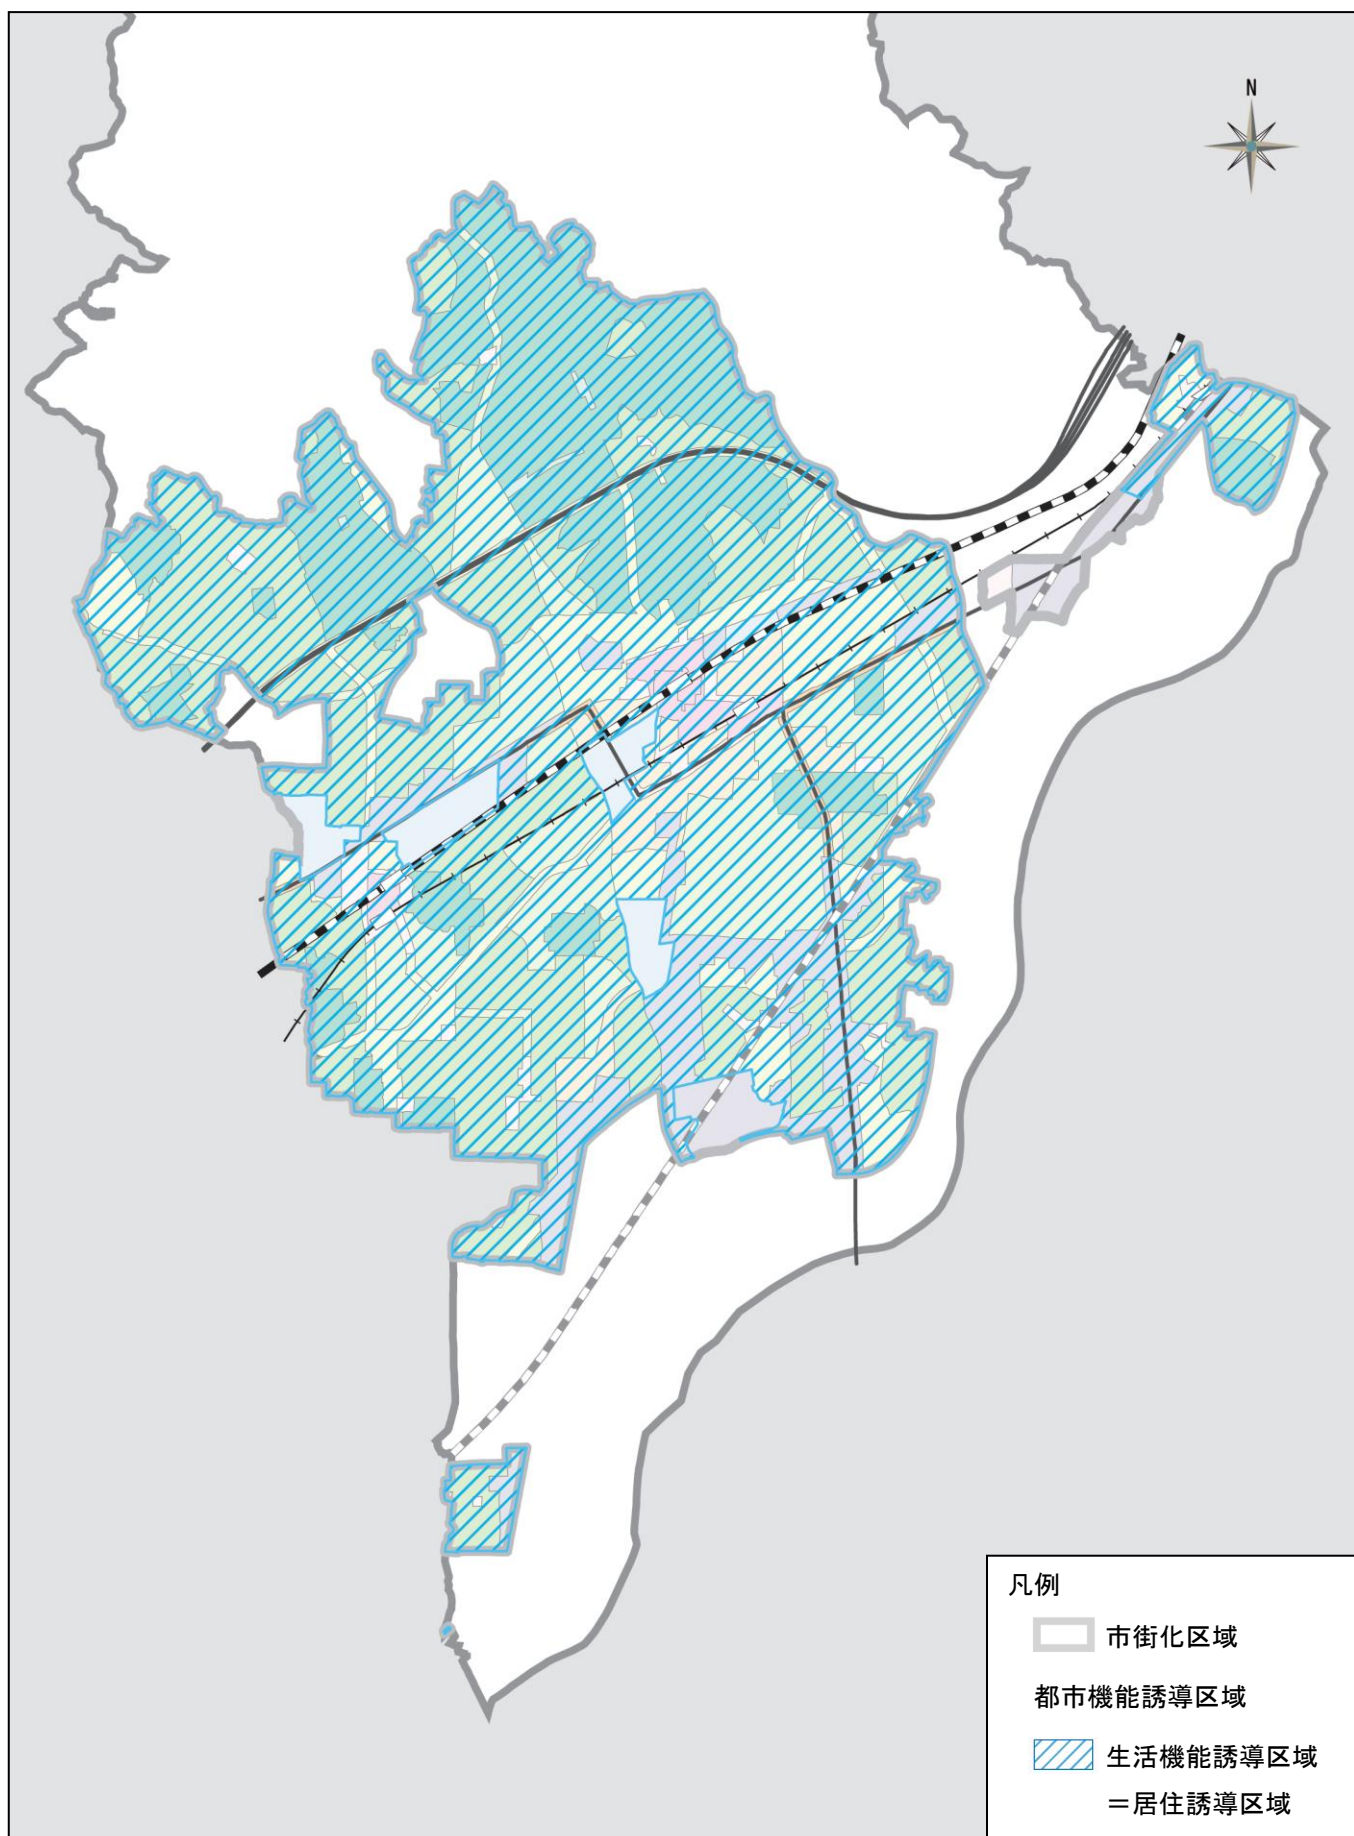 N
凡例
市街化区域
都市機能誘導区域
生活機能誘導区域
＝居住誘導区域